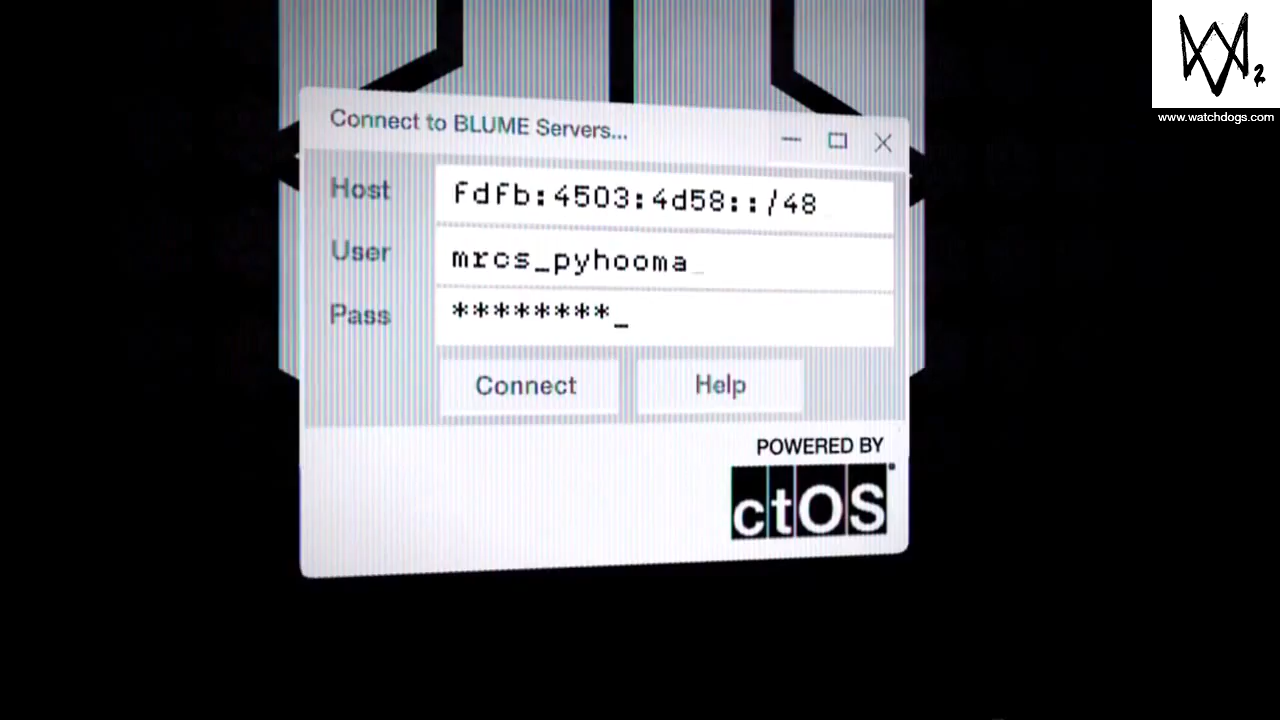 2
www.watchdogs.com
Connect to BLUME Servers...
Host fdfb:4503:4d58::/48
User mrcs_pyhooma_
Pass ********_
Connect Help
POWERED BY
ctOS